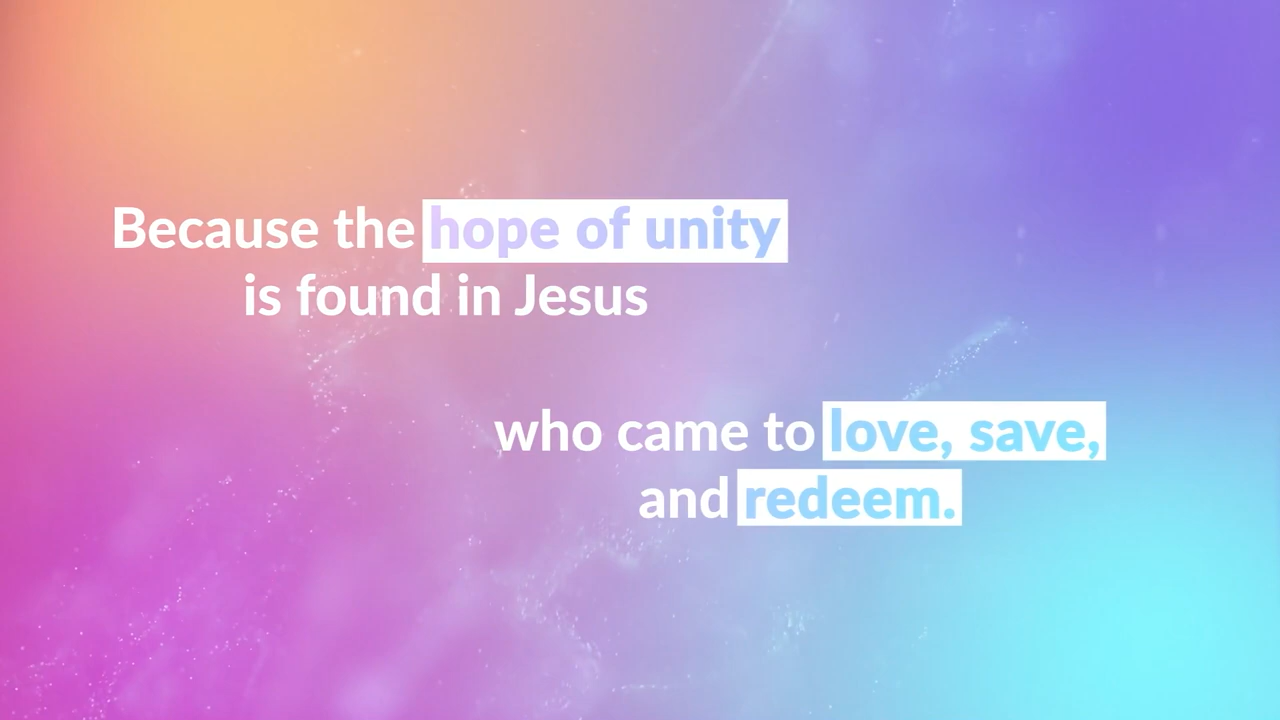 Because the hope of unity
is found in Jesus
who came to love, save,
and redeem.